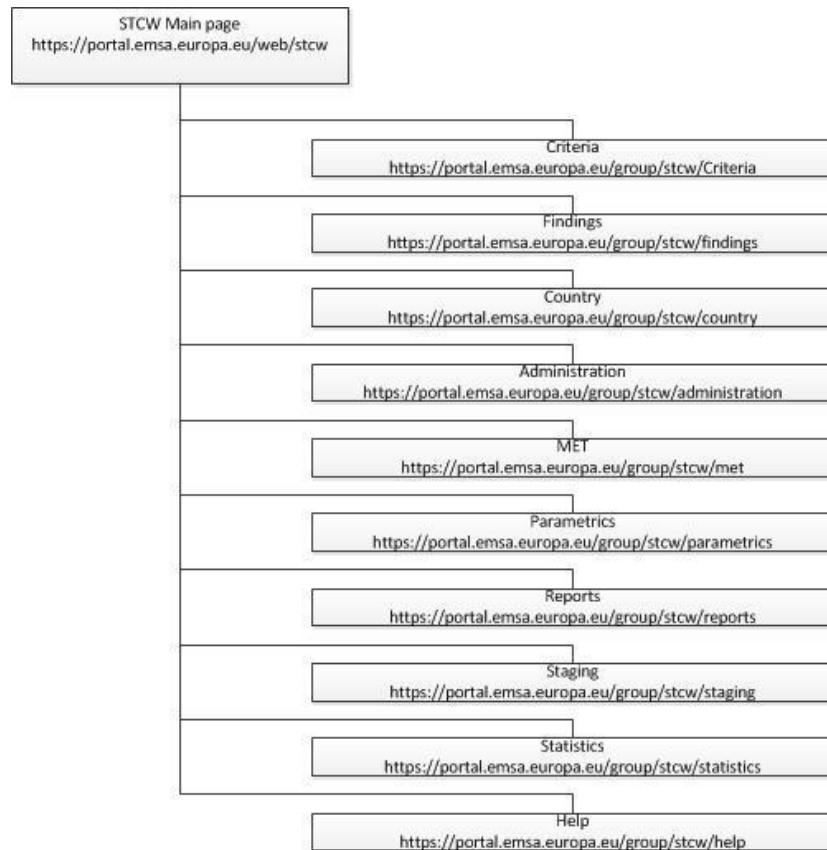 STCW Main page
https://portal.emsa.europa.eu/web/stcw
Criteria
https://portal.emsa.europa.eu/group/stcw/Criteria
Findings
https://portal.emsa.europa.eu/group/stcw/findings
Country
https://portal.emsa.europa.eu/group/stcw/country
Administration
https://portal.emsa.europa.eu/group/stcw/administration
MET
https://portal.emsa.europa.eu/group/stcw/met
Parametrics
https://portal.emsa.europa.eu/group/stcw/parametrics
Reports
https://portal.emsa.europa.eu/group/stcw/reports
Staging
https://portal.emsa.europa.eu/group/stcw/staging
Statistics
https://portal.emsa.europa.eu/group/stcw/statistics
Help
https://portal.emsa.europa.eu/group/stcw/help